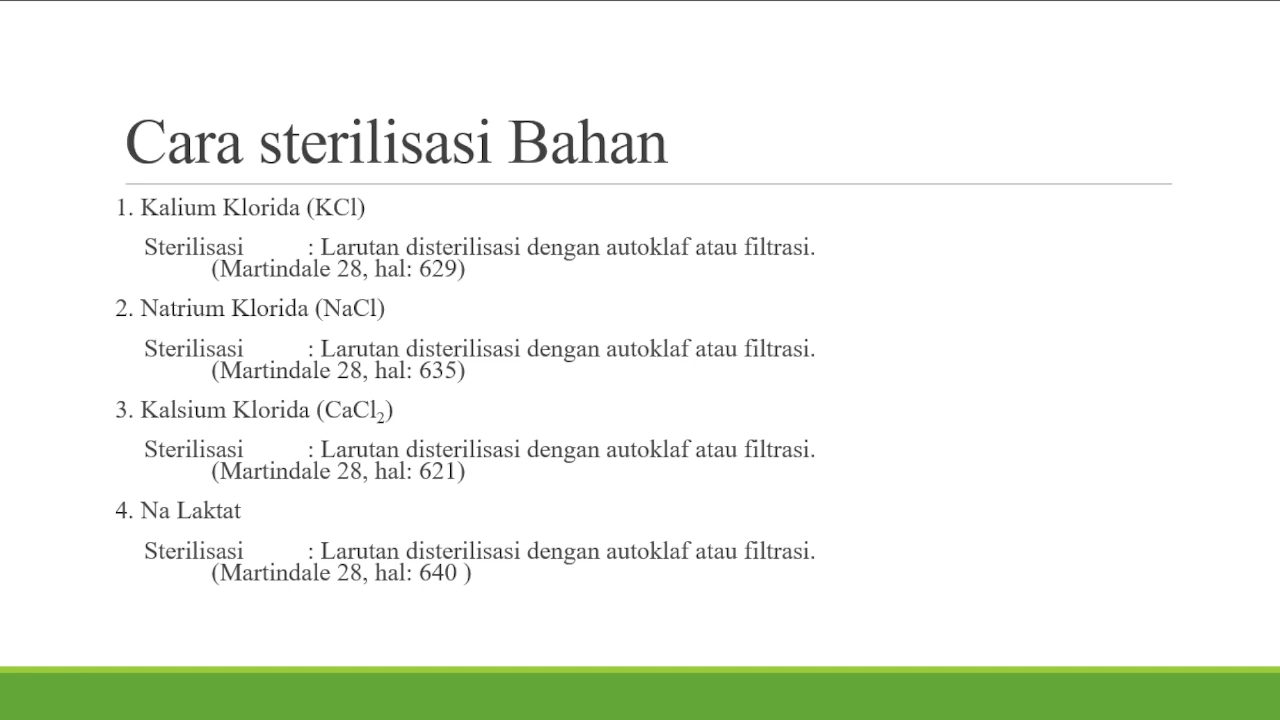 Cara sterilisasi Bahan
1. Kalium Klorida (KCl)
Sterilisasi : Larutan disterilisasi dengan autoklaf atau filtrasi.
(Martindale 28, hal: 629)
2. Natrium Klorida (NaCl)
Sterilisasi : Larutan disterilisasi dengan autoklaf atau filtrasi.
(Martindale 28, hal: 635)
3. Kalsium Klorida (CaCl₂)
Sterilisasi : Larutan disterilisasi dengan autoklaf atau filtrasi.
(Martindale 28, hal: 621)
4. Na Laktat
Sterilisasi : Larutan disterilisasi dengan autoklaf atau filtrasi.
(Martindale 28, hal: 640 )